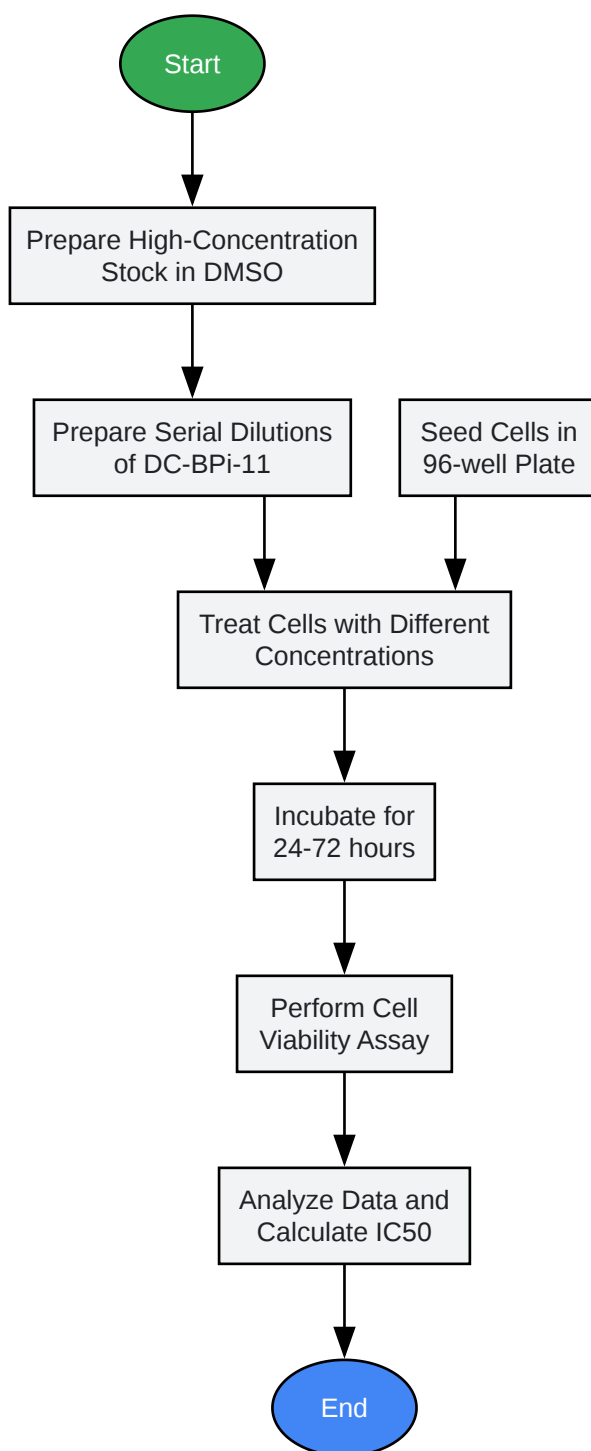 Start
Prepare High-Concentration
Stock in DMSO
Prepare Serial Dilutions
of DC-BPi-11
Seed Cells in
96-well Plate
Treat Cells with Different
Concentrations
Incubate for
24-72 hours
Perform Cell
Viability Assay
Analyze Data and
Calculate IC50
End